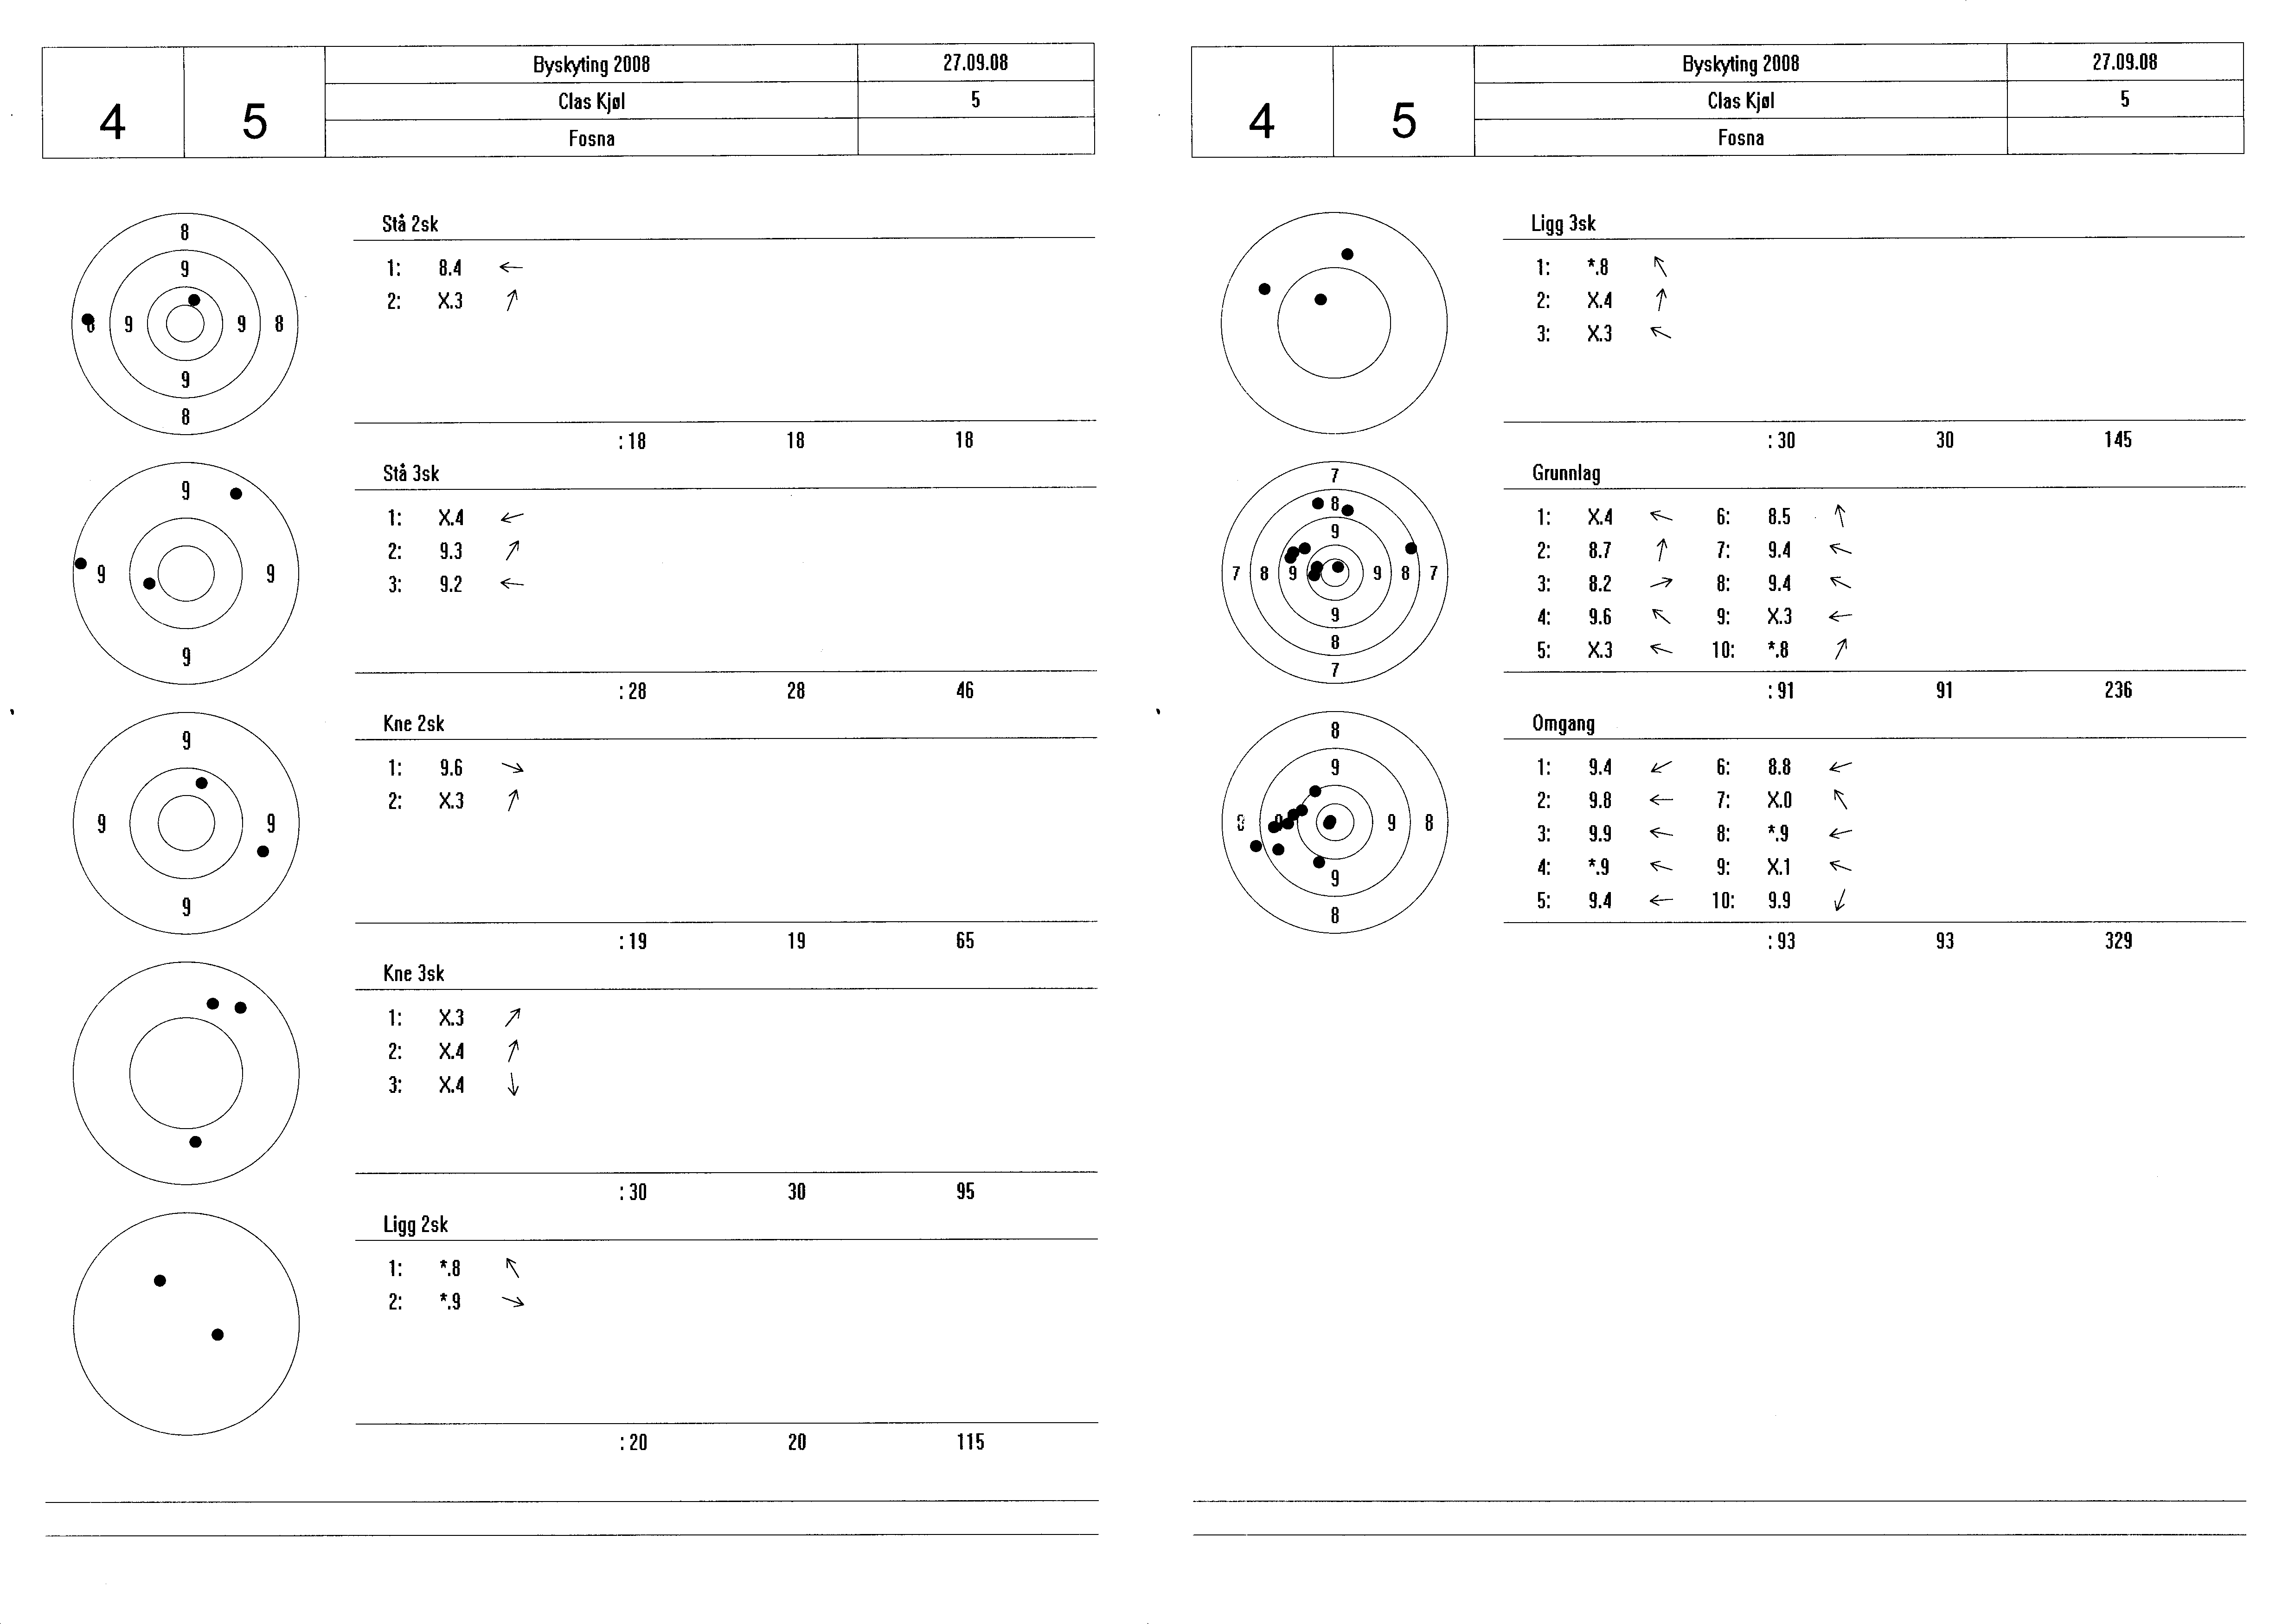 4 5 Byskyting 2008 27.09.08
Clas Kjøl 5
Fosna
Stå 2sk
8
9
8 9 9 8
9
8
1: 8.4 ←
2: X.3 ↗
: 18 18 18
Stå 3sk
9
9 9
9
1: X.4 ←
2: 9.3 ↗
3: 9.2 ←
: 28 28 46
Kne 2sk
9
9 9
9
1: 9.6 →
2: X.3 ↗
: 19 19 65
Kne 3sk
1: X.3 ↗
2: X.4 ↗
3: X.4 ↓
: 30 30 95
Ligg 2sk
1: *.8 ↖
2: *.9 →
: 20 20 115
4 5 Byskyting 2008 27.09.08
Clas Kjøl 5
Fosna
Ligg 3sk
1: *.8 ↖
2: X.4 ↑
3: X.3 ↖
: 30 30 145
Grunnlag
7
8
9
7 8 9 9 8 7
9
8
7
1: X.4 ↖ 6: 8.5 ↑
2: 8.7 ↑ 7: 9.4 ↖
3: 8.2 → 8: 9.4 ↖
4: 9.6 ↖ 9: X.3 ←
5: X.3 ← 10: *.8 ↗
: 91 91 236
Omgang
8
9
9 8
9
8
1: 9.4 ↙ 6: 8.8 ←
2: 9.8 ← 7: X.0 ↖
3: 9.9 ← 8: *.9 ←
4: *.9 ← 9: X.1 ↖
5: 9.4 ← 10: 9.9 ↙
: 93 93 329